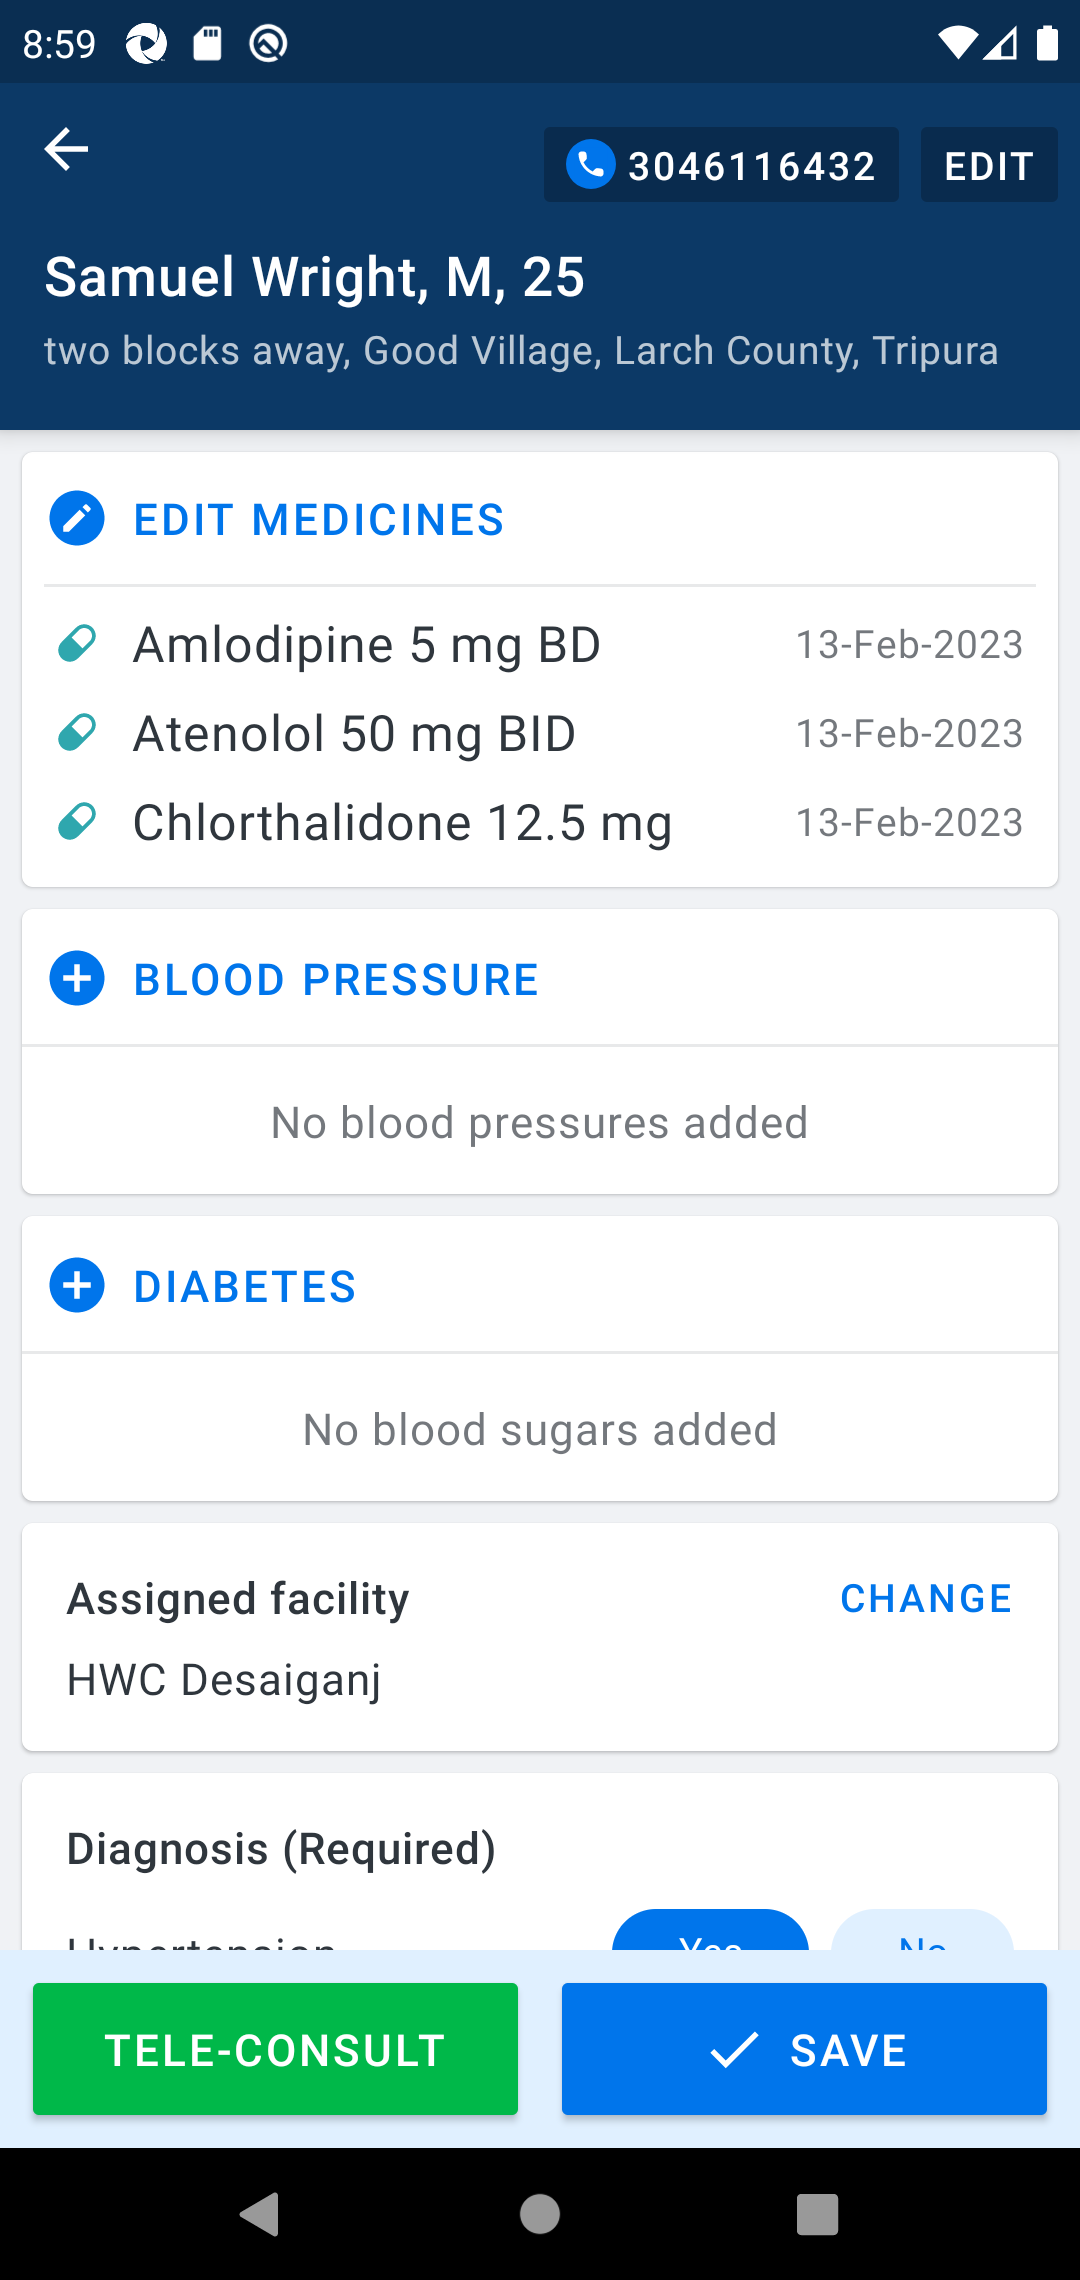 8:59
3046116432
EDIT
Samuel Wright, M, 25
two blocks away, Good Village, Larch County, Tripura
EDIT MEDICINES
Amlodipine 5 mg BD 13-Feb-2023
Atenolol 50 mg BID 13-Feb-2023
Chlorthalidone 12.5 mg 13-Feb-2023
BLOOD PRESSURE
No blood pressures added
DIABETES
No blood sugars added
Assigned facility CHANGE
HWC Desaiganj
Diagnosis (Required)
Hypertension Yes No
TELE-CONSULT SAVE